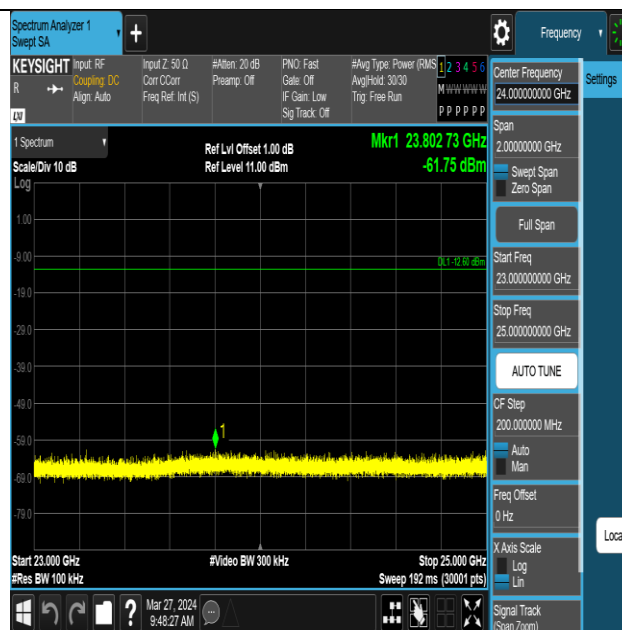 Spectrum Analyzer 1
Swept SA
+
Frequency
KEYSIGHT
R
LXI
Input: RF
Coupling: DC
Align: Auto
Input Z: 50 Ω
Corr CCorr
Freq Ref: Int (S)
#Atten: 20 dB
Preamp: Off
PNO: Fast
Gate: Off
IF Gain: Low
Sig Track: Off
#Avg Type: Power (RMS
Avg|Hold: 30/30
Trig: Free Run
1 2 3 4 5 6
M W W W W W
P P P P P P
1 Spectrum
Scale/Div 10 dB
Log
Ref Lvl Offset 1.00 dB
Ref Level 11.00 dBm
Mkr1 23.802 73 GHz
-61.75 dBm
1.00
-9.00
DL1 -12.60 dBm
-19.0
-29.0
-39.0
-49.0
1
-59.0
-69.0
-79.0
Start 23.000 GHz
#Video BW 300 kHz
Stop 25.000 GHz
#Res BW 100 kHz
Sweep 192 ms (30001 pts)
?
Mar 27, 2024
9:48:27 AM
Center Frequency
24.00000000 GHz
Settings
Span
2.00000000 GHz
Swept Span
Zero Span
Full Span
Start Freq
23.000000000 GHz
Stop Freq
25.000000000 GHz
AUTO TUNE
CF Step
200.000000 MHz
Auto
Man
Freq Offset
0 Hz
Loca
X Axis Scale
Log
Lin
Signal Track
(Span Zoom)